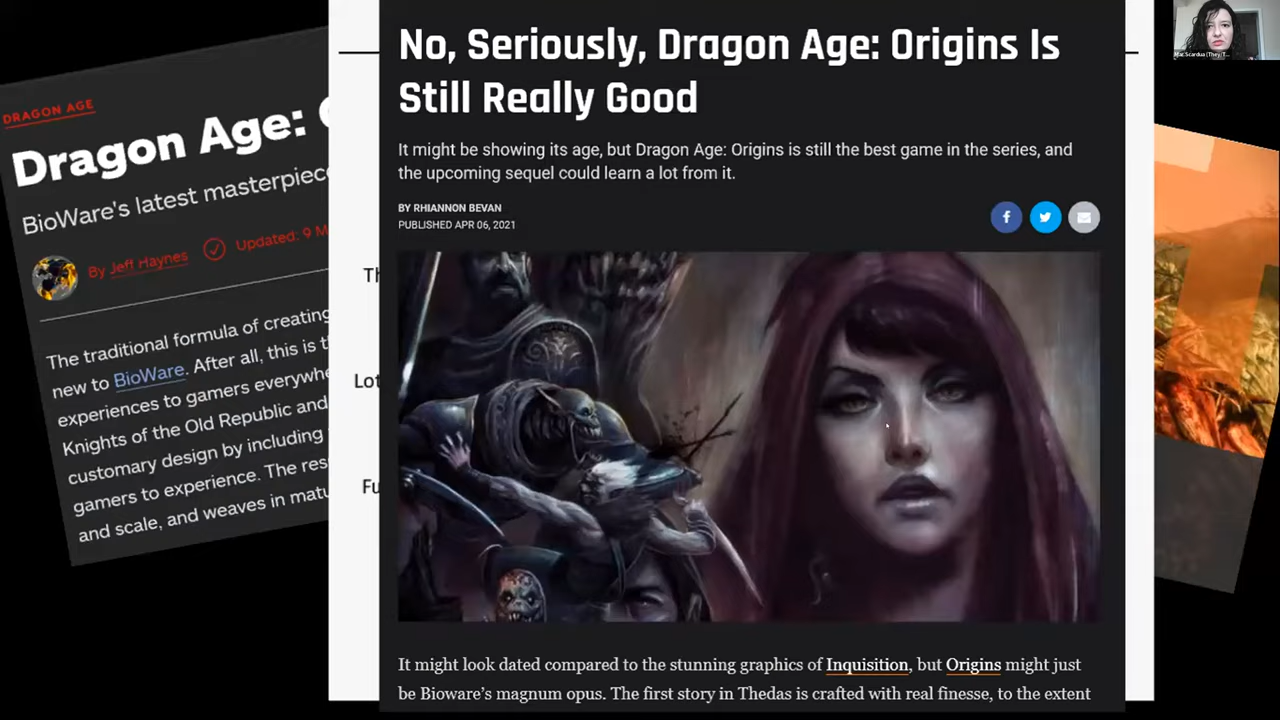 DRAGON AGE
Dragon Age:
BioWare's latest masterpiece
By Jeff Haynes
Updated: 9 M
The traditional formula of creating
new to BioWare. After all, this is t
experiences to gamers everywhe
Knights of the Old Republic and
customary design by including
gamers to experience. The res
and scale, and weaves in matu
Th
Lot
Fu
No, Seriously, Dragon Age: Origins Is
Still Really Good
It might be showing its age, but Dragon Age: Origins is still the best game in the series, and
the upcoming sequel could learn a lot from it.
BY RHIANNON BEVAN
PUBLISHED APR 06, 2021
It might look dated compared to the stunning graphics of Inquisition, but Origins might just
be Bioware's magnum opus. The first story in Thedas is crafted with real finesse, to the extent
Scardua (They/T...